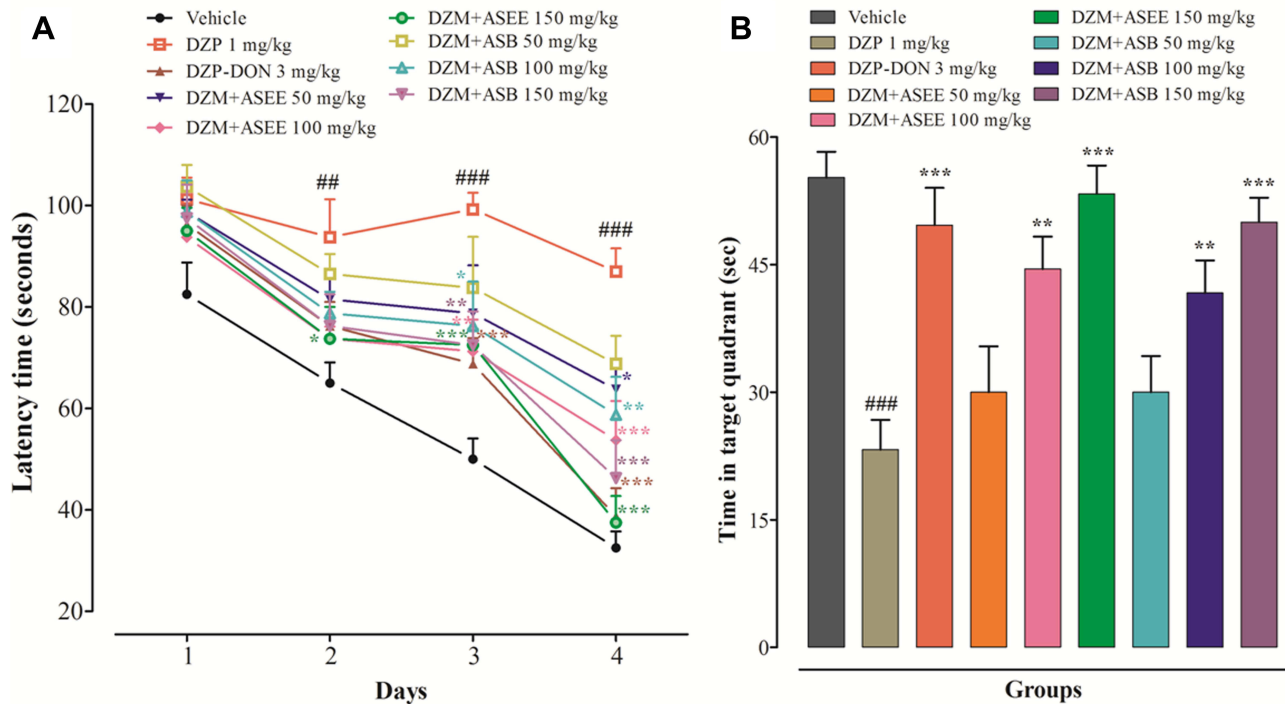 A
Vehicle
DZP 1 mg/kg
DZP-DON 3 mg/kg
DZM+ASEE 50 mg/kg
DZM+ASEE 100 mg/kg
DZM+ASEE 150 mg/kg
DZM+ASB 50 mg/kg
DZM+ASB 100 mg/kg
DZM+ASB 150 mg/kg
Latency time (seconds)
120
100
80
60
40
20
##
###
###
*
*
**
**
***
***
*
**
***
***
***
***
1 2 3 4
Days
B
Vehicle
DZP 1 mg/kg
DZP-DON 3 mg/kg
DZM+ASEE 50 mg/kg
DZM+ASEE 100 mg/kg
DZM+ASEE 150 mg/kg
DZM+ASB 50 mg/kg
DZM+ASB 100 mg/kg
DZM+ASB 150 mg/kg
Time in target quadrant (sec)
60
45
30
15
0
###
***
**
***
**
***
Groups